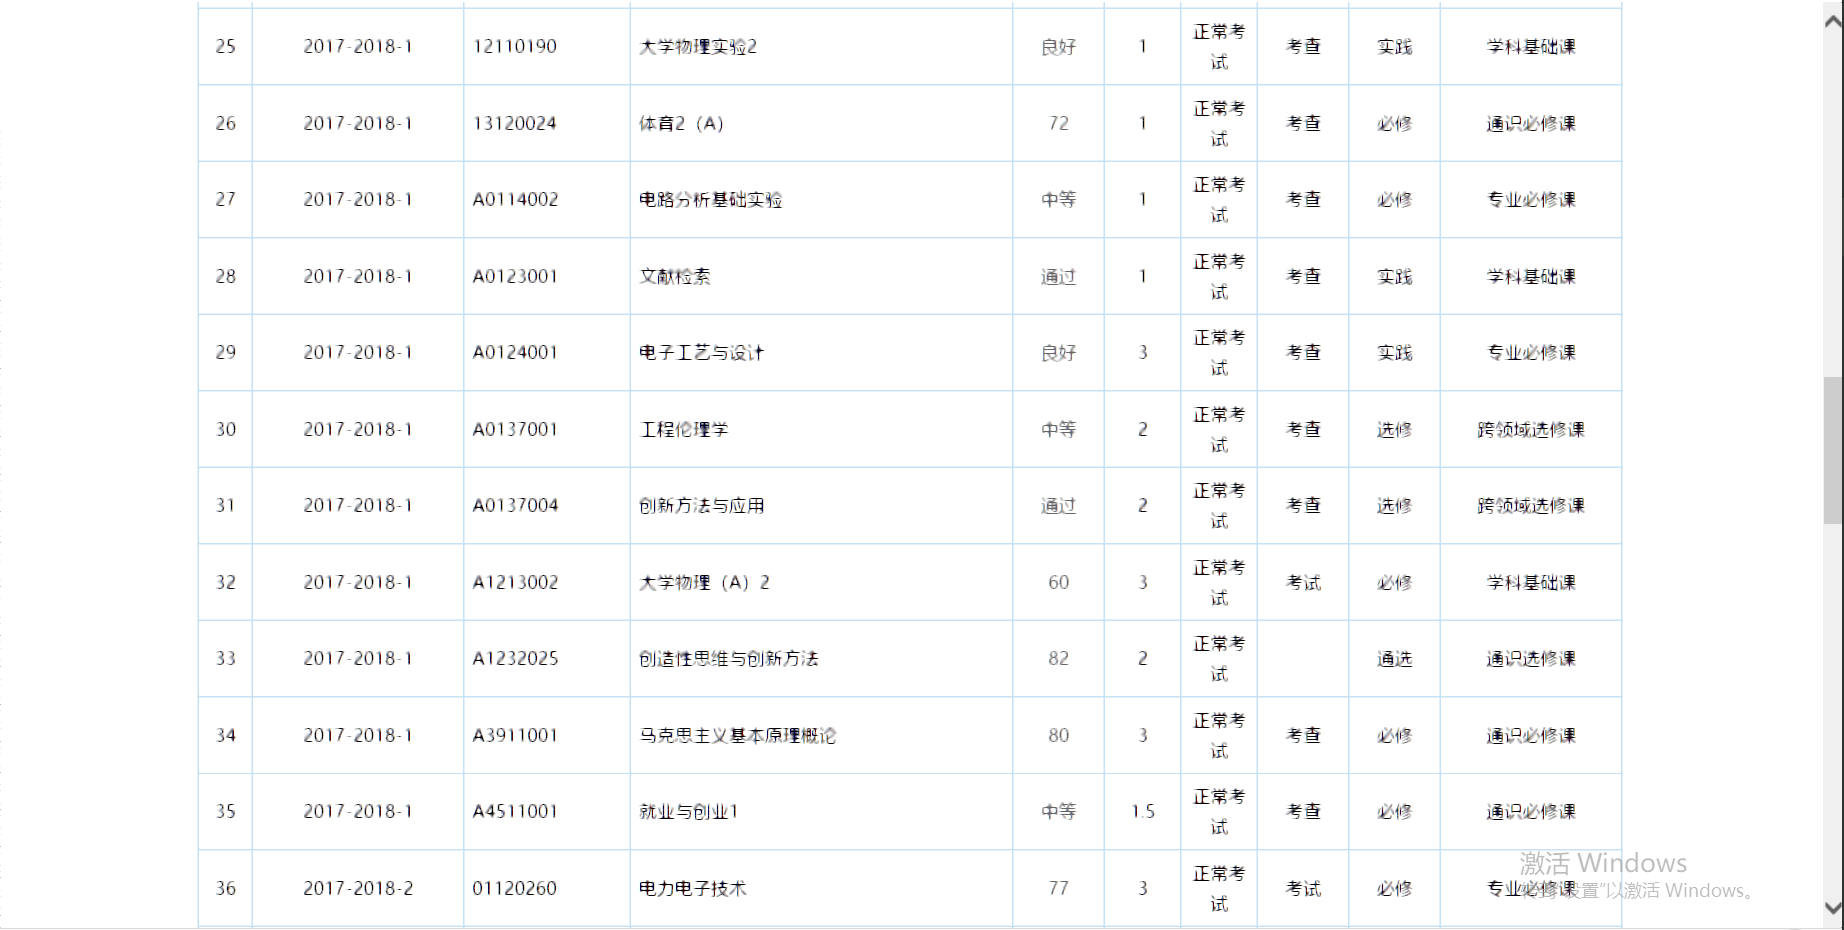 25 2017-2018-1 12110190 大学物理实验2 良好 1 正常考试 考查 实践 学科基础课
26 2017-2018-1 13120024 体育2（A） 72 1 正常考试 考查 必修 通识必修课
27 2017-2018-1 A0114002 电路分析基础实验 中等 1 正常考试 考查 必修 专业必修课
28 2017-2018-1 A0123001 文献检索 通过 1 正常考试 考查 实践 学科基础课
29 2017-2018-1 A0124001 电子工艺与设计 良好 3 正常考试 考查 实践 专业必修课
30 2017-2018-1 A0137001 工程伦理学 中等 2 正常考试 考查 选修 跨领域选修课
31 2017-2018-1 A0137004 创新方法与应用 通过 2 正常考试 考查 选修 跨领域选修课
32 2017-2018-1 A1213002 大学物理（A）2 60 3 正常考试 考试 必修 学科基础课
33 2017-2018-1 A1232025 创造性思维与创新方法 82 2 正常考试 通选 通识选修课
34 2017-2018-1 A3911001 马克思主义基本原理概论 80 3 正常考试 考查 必修 通识必修课
35 2017-2018-1 A4511001 就业与创业1 中等 1.5 正常考试 考查 必修 通识必修课
36 2017-2018-2 01120260 电力电子技术 77 3 正常考试 考试 必修 专业必修课
激活 Windows
转到"设置"以激活 Windows。